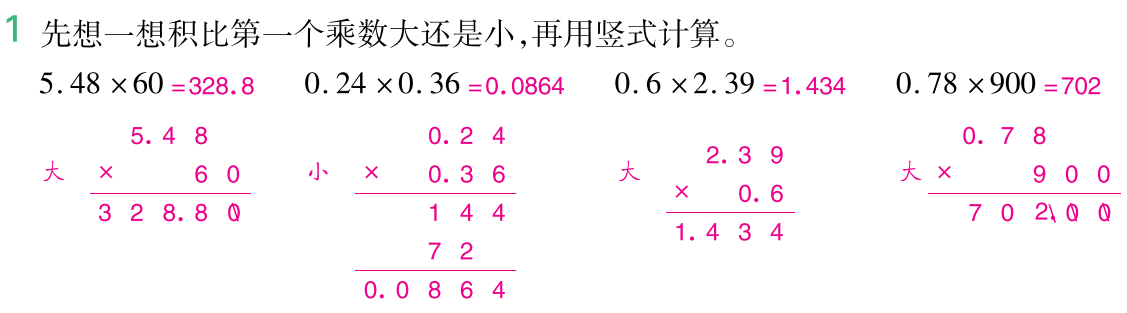 1 先想一想积比第一个乘数大还是小,再用竖式计算。
5.48×60=328.8 0.24×0.36=0.0864 0.6×2.39=1.434 0.78×900=702
大
5.48
× 60
328.80
小
0.24
× 0.36
144
72
0.0864
大
2.39
× 0.6
1.434
大
0.78
× 900
702.00